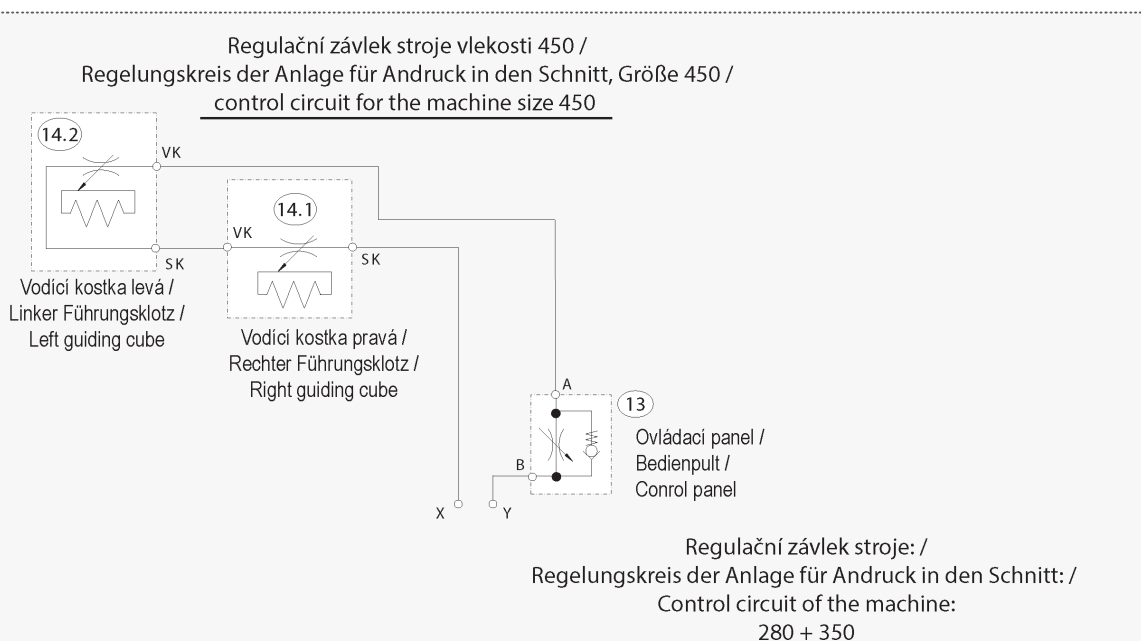 Regulační závlek stroje vlekosti 450 /
Regelungskreis der Anlage für Andruck in den Schnitt, Größe 450 /
control circuit for the machine size 450
14.2
VK
14.1
VK
SK
SK
Vodící kostka levá /
Linker Führungsklotz /
Left guiding cube
Vodící kostka pravá /
Rechter Führungsklotz /
Right guiding cube
A
13
Ovládací panel /
Bedienpult /
Conrol panel
B
X
Y
Regulační závlek stroje: /
Regelungskreis der Anlage für Andruck in den Schnitt: /
Control circuit of the machine:
280 + 350